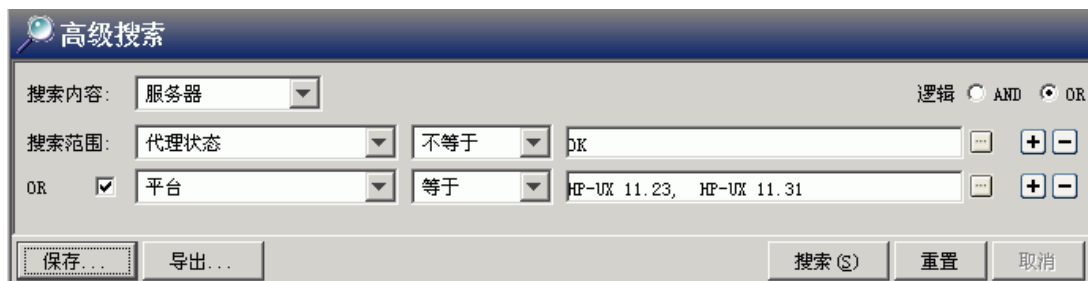 高级搜索
搜索内容: 服务器 逻辑 AND OR
搜索范围: 代理状态 不等于 OK ...
OR 平台 等于 HP-UX 11.23, HP-UX 11.31 ...
保存... 导出... 搜索(S) 重置 取消